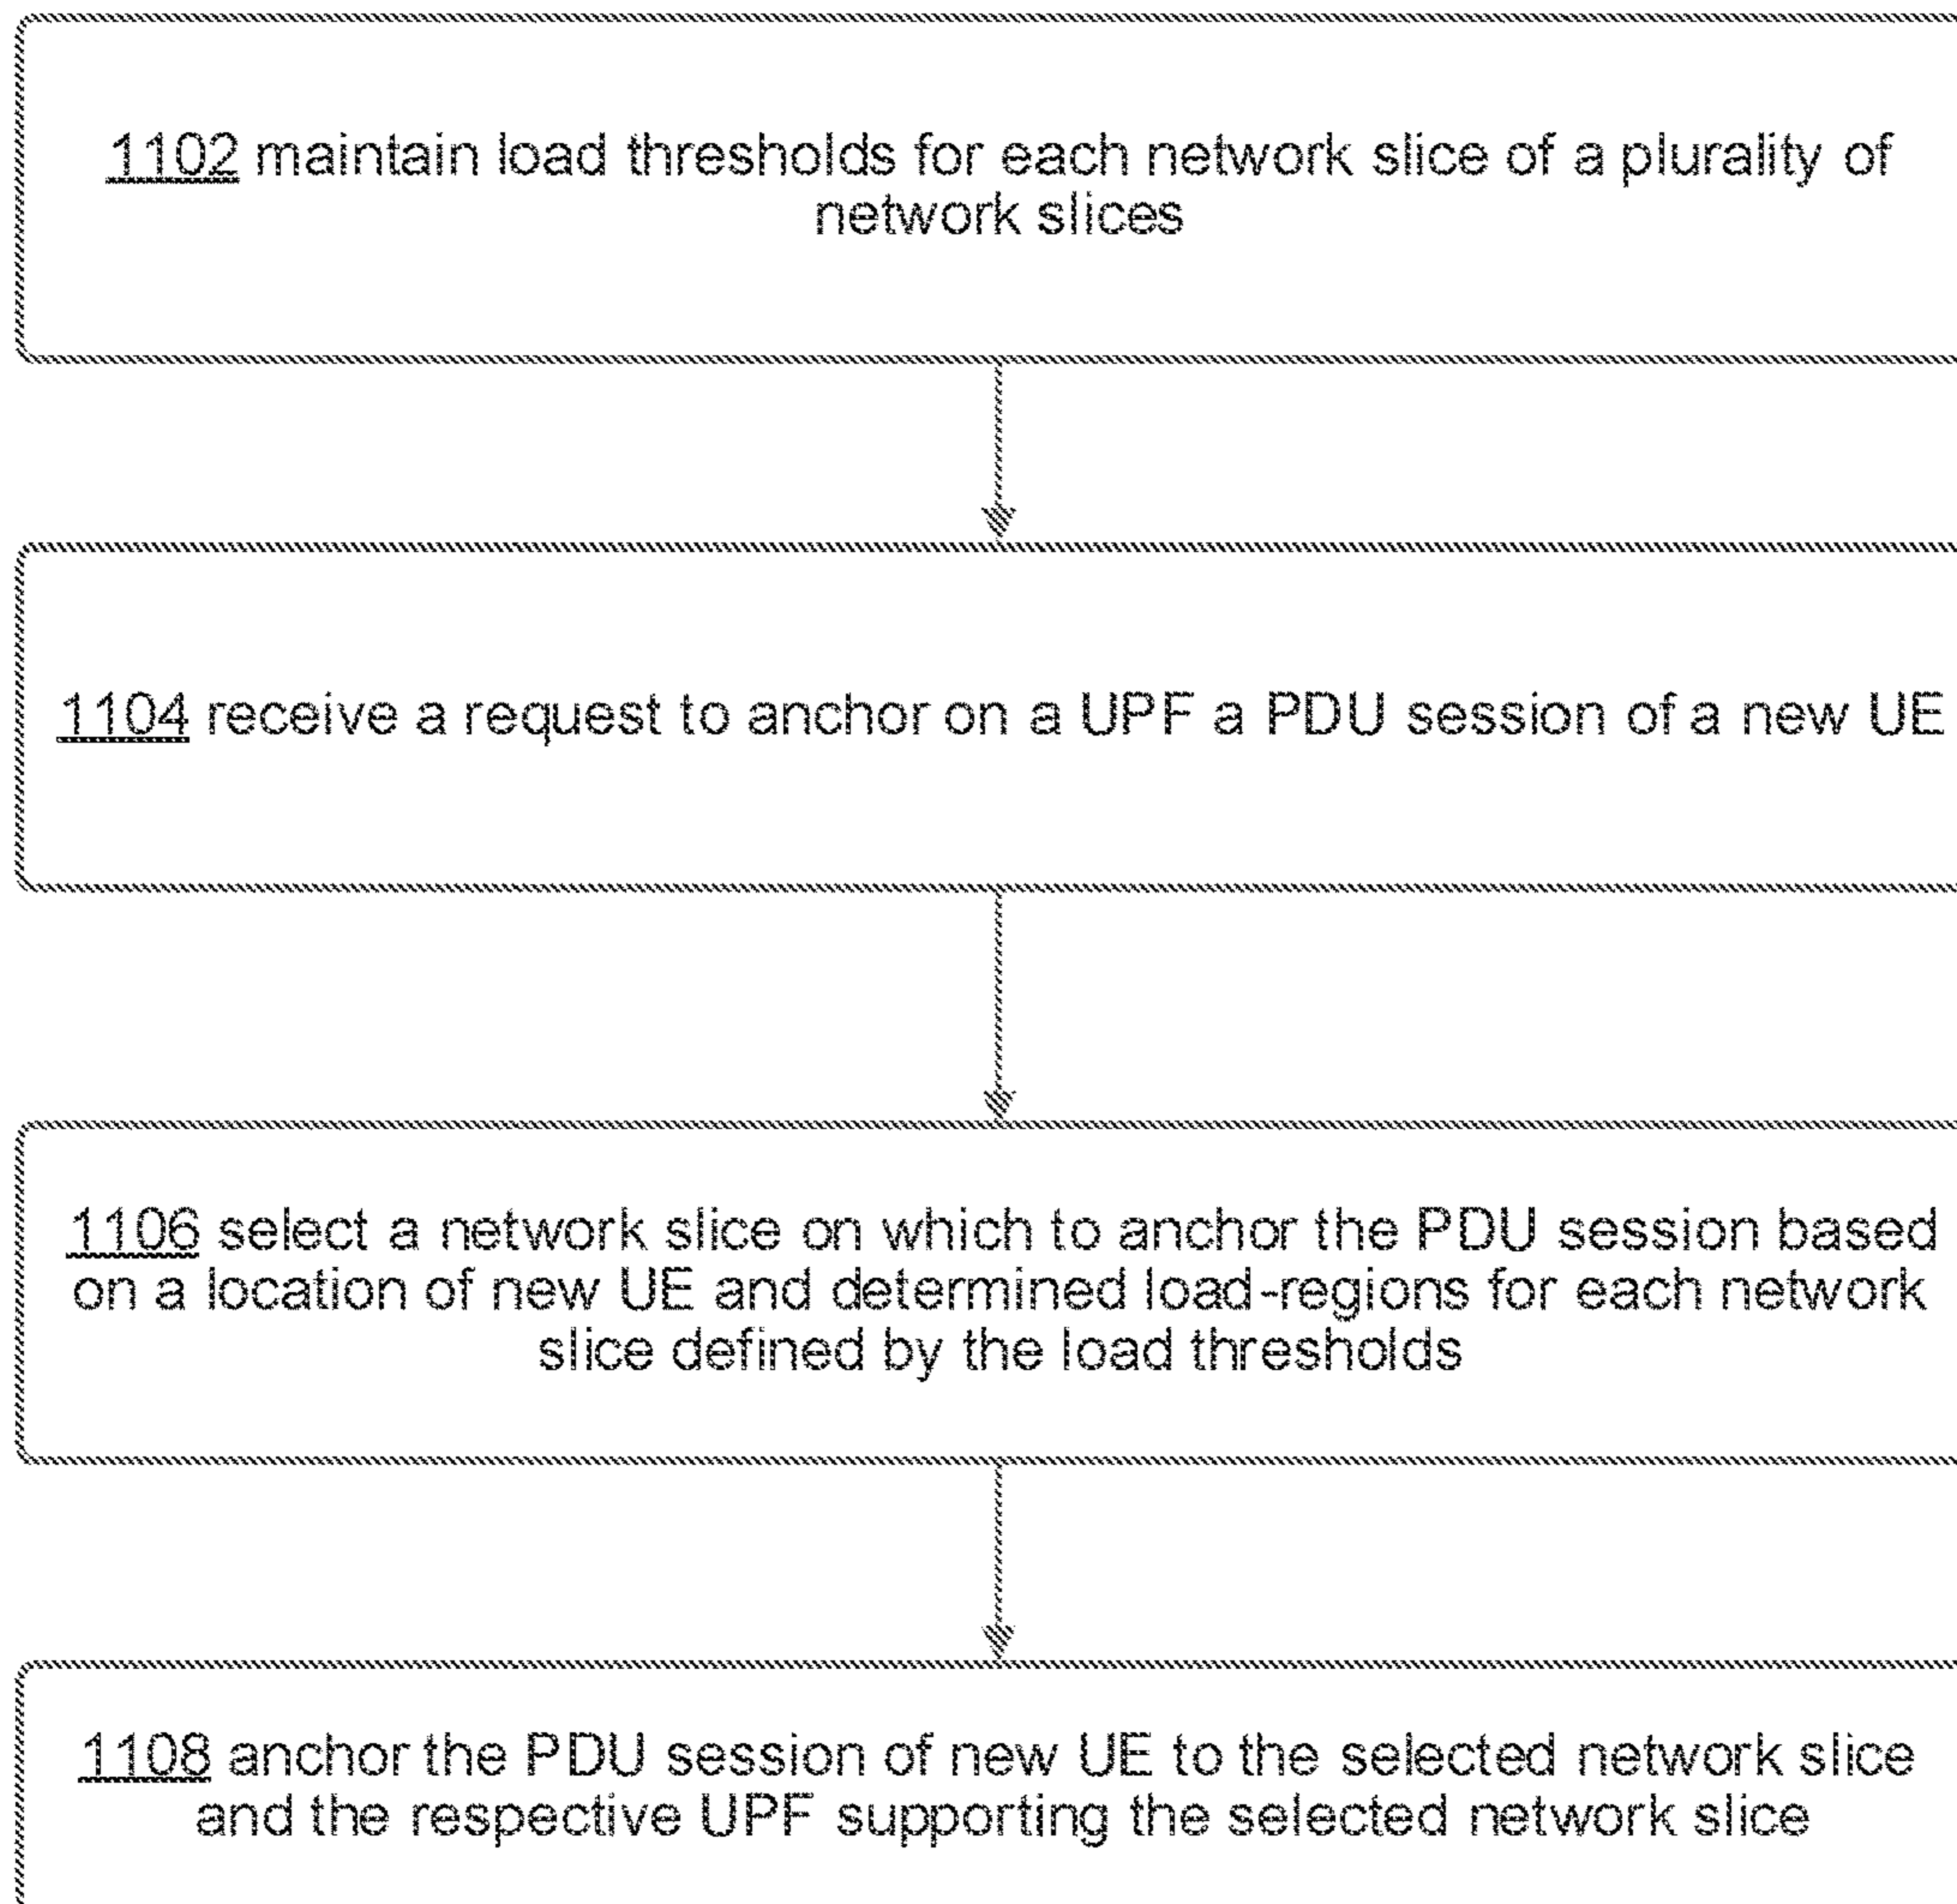 1102 maintain load thresholds for each network slice of a plurality of
network slices
1104 receive a request to anchor on a UPF a PDU session of a new UE
1106 select a network slice on which to anchor the PDU session based
on a location of new UE and determined load-regions for each network
slice defined by the load thresholds
1108 anchor the PDU session of new UE to the selected network slice
and the respective UPF supporting the selected network slice